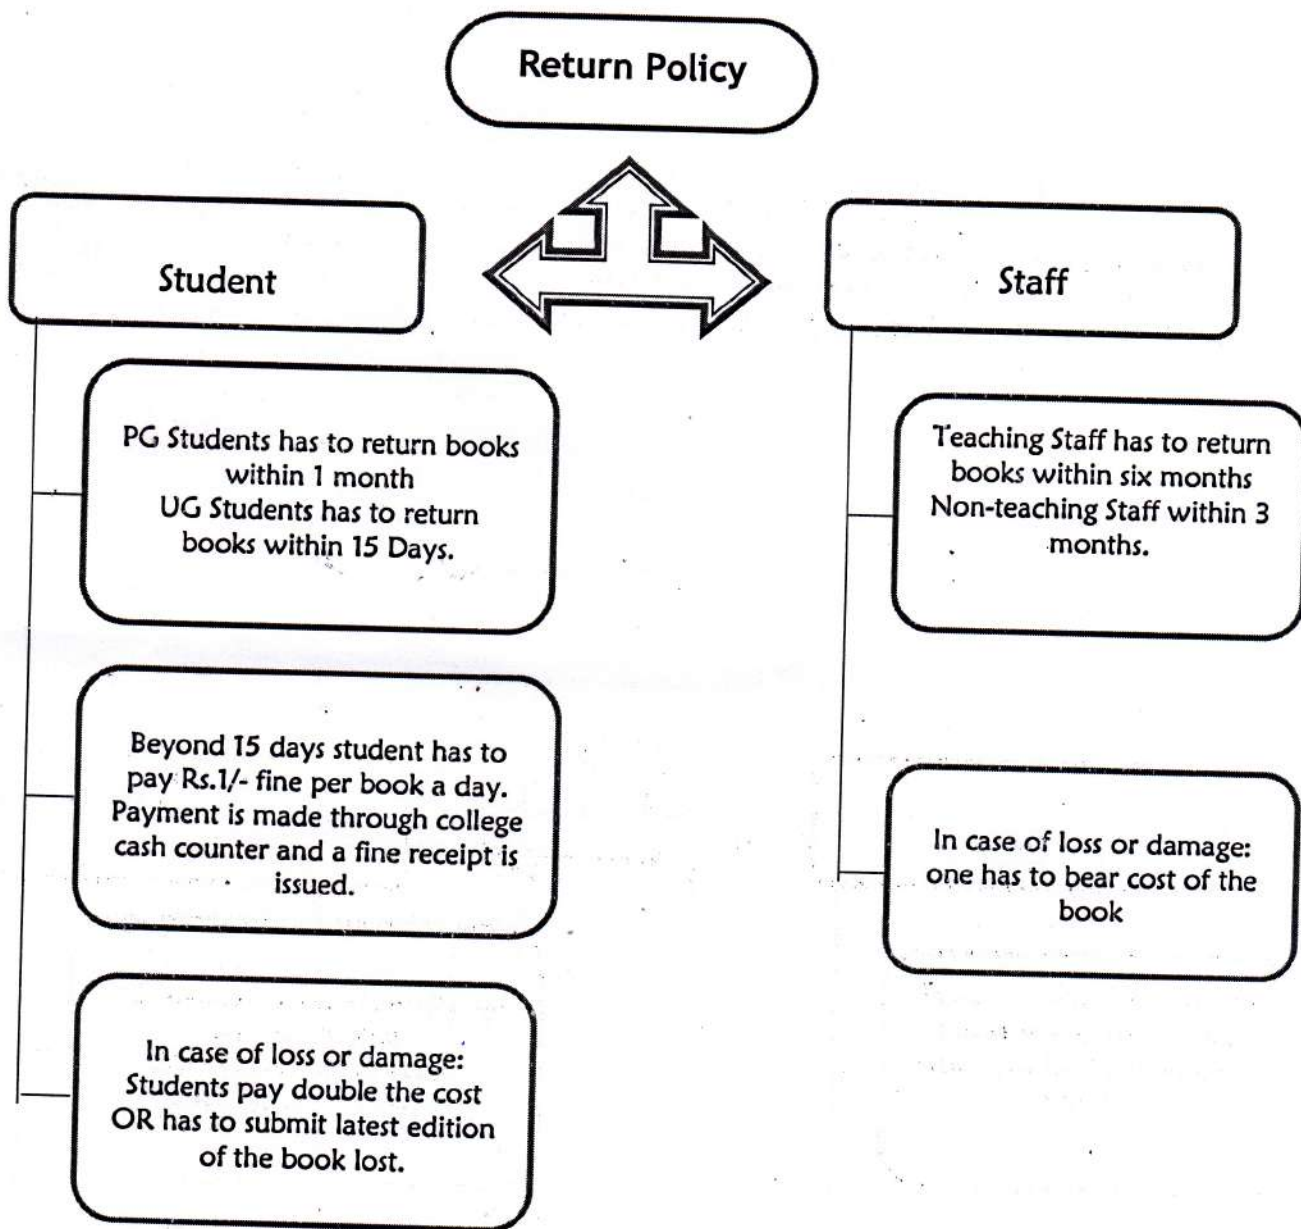 Return Policy
Student
PG Students has to return books
within 1 month
UG Students has to return
books within 15 Days.
Beyond 15 days student has to
pay Rs.1/- fine per book a day.
Payment is made through college
cash counter and a fine receipt is
issued.
In case of loss or damage:
Students pay double the cost
OR has to submit latest edition
of the book lost.
Staff
Teaching Staff has to return
books within six months
Non-teaching Staff within 3
months.
In case of loss or damage:
one has to bear cost of the
book